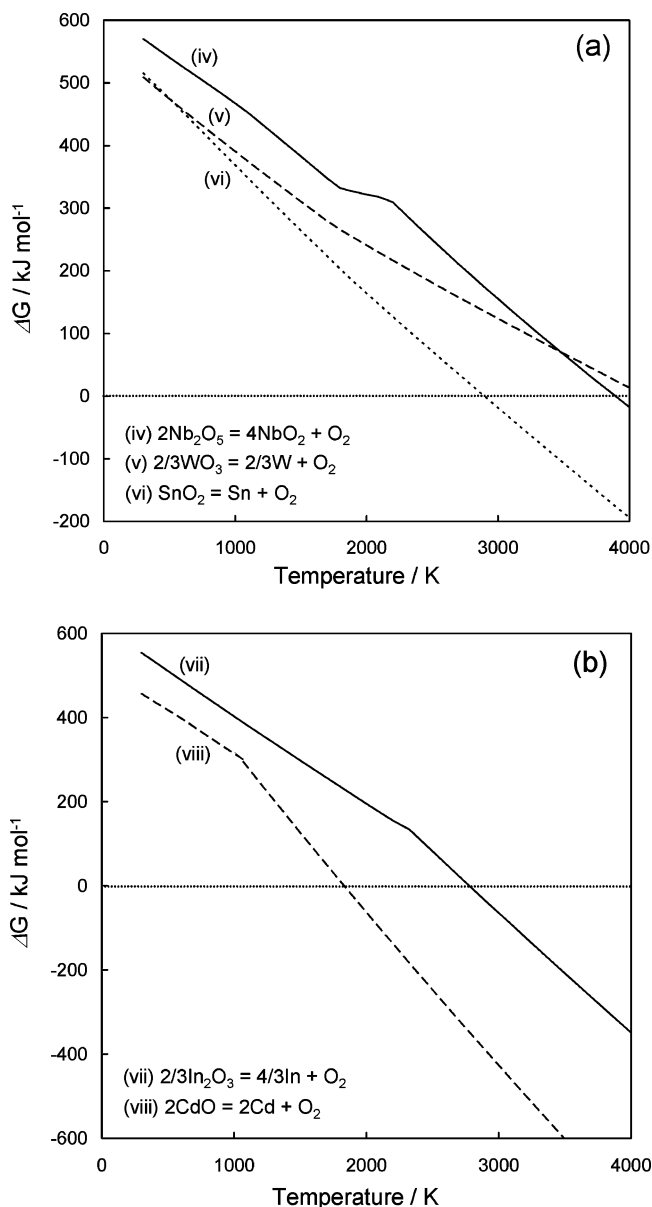 600
(a)
(iv)
500
400
(v)
(vi)
300
200
100
0
-100
-200
ΔG / kJ mol⁻¹
(iv) 2Nb₂O₅ = 4NbO₂ + O₂
(v) 2/3WO₃ = 2/3W + O₂
(vi) SnO₂ = Sn + O₂
0 1000 2000 3000 4000
Temperature / K
600
(b)
(vii)
400
(viii)
200
0
-200
-400
-600
ΔG / kJ mol⁻¹
(vii) 2/3In₂O₃ = 4/3In + O₂
(viii) 2CdO = 2Cd + O₂
0 1000 2000 3000 4000
Temperature / K